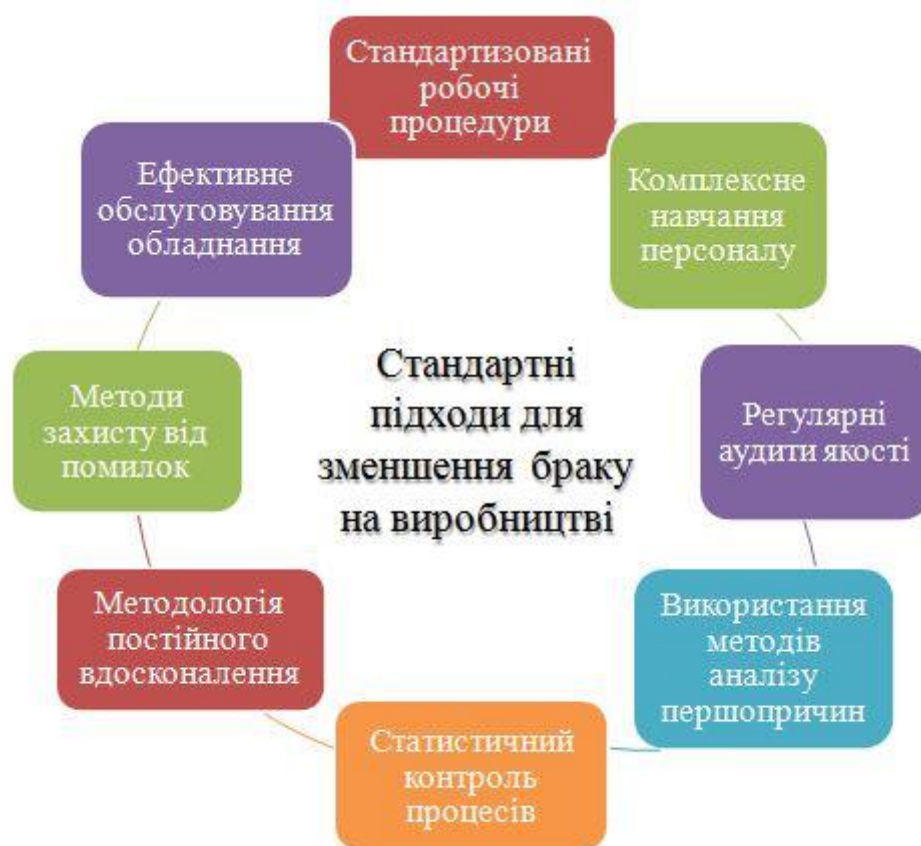 Стандартизовані
робочі
процедури
Комплексне
навчання
персоналу
Регулярні
аудити якості
Використання
методів
аналізу
першопричин
Статистичний
контроль
процесів
Методологія
постійного
вдосконалення
Методи
захисту від
помилок
Ефективне
обслуговування
обладнання
Стандартні
підходи для
зменшення браку
на виробництві